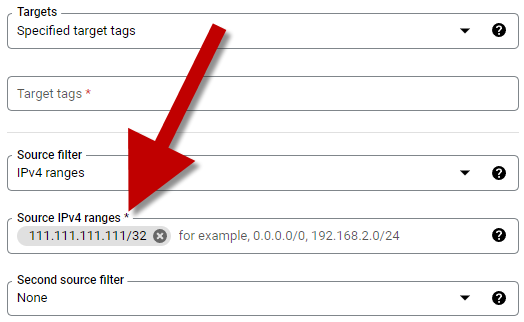 Targets
Specified target tags
Target tags *
Source filter
IPv4 ranges
Source IPv4 ranges *
111.111.111.111/32 for example, 0.0.0.0/0, 192.168.2.0/24
Second source filter
None